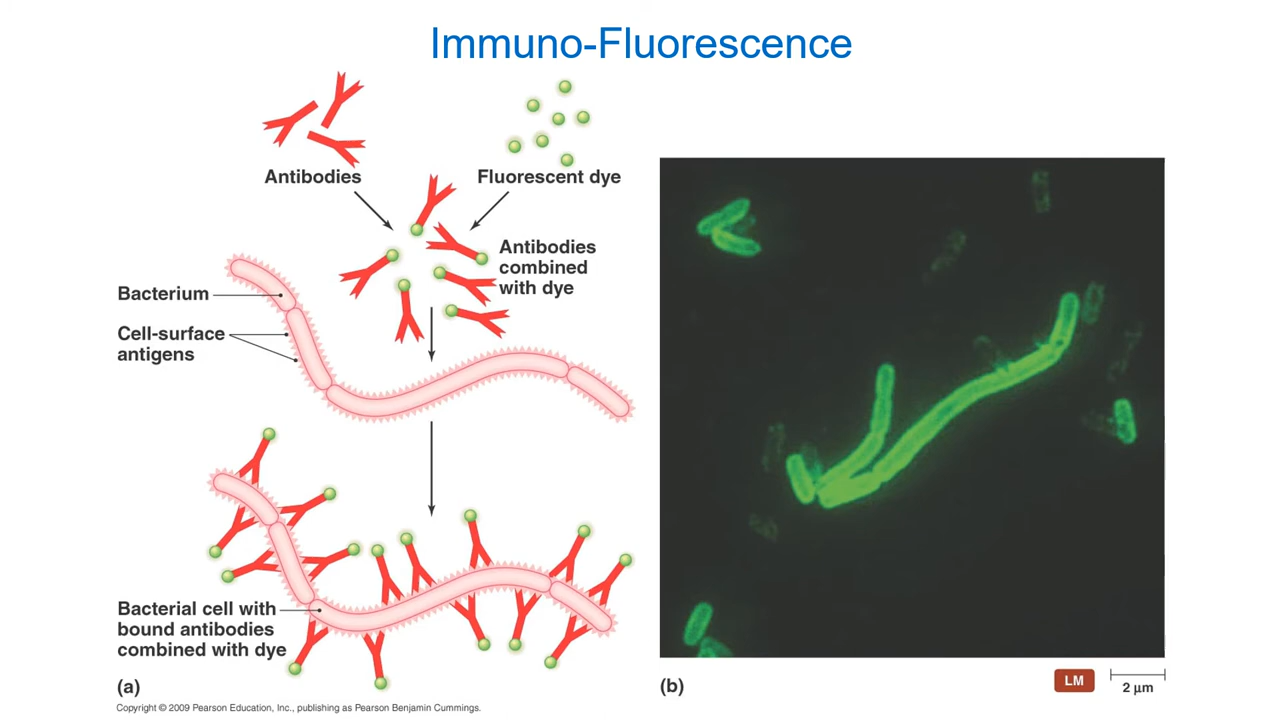 Immuno-Fluorescence
Antibodies
Fluorescent dye
Antibodies
combined
with dye
Bacterium
Cell-surface
antigens
Bacterial cell with
bound antibodies
combined with dye
(a)
(b)
LM
2 µm
Copyright © 2009 Pearson Education, Inc., publishing as Pearson Benjamin Cummings.